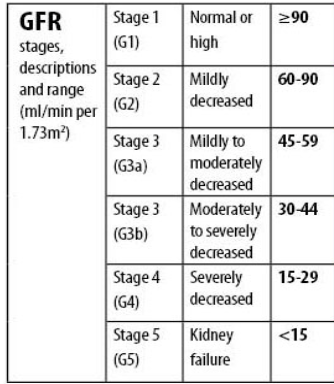 GFR
stages,
descriptions
and range
(ml/min per
1.73m²)
Stage 1
(G1)
Normal or
high
≥90
Stage 2
(G2)
Mildly
decreased
60-90
Stage 3
(G3a)
Mildly to
moderately
decreased
45-59
Stage 3
(G3b)
Moderately
to severely
decreased
30-44
Stage 4
(G4)
Severely
decreased
15-29
Stage 5
(G5)
Kidney
failure
<15